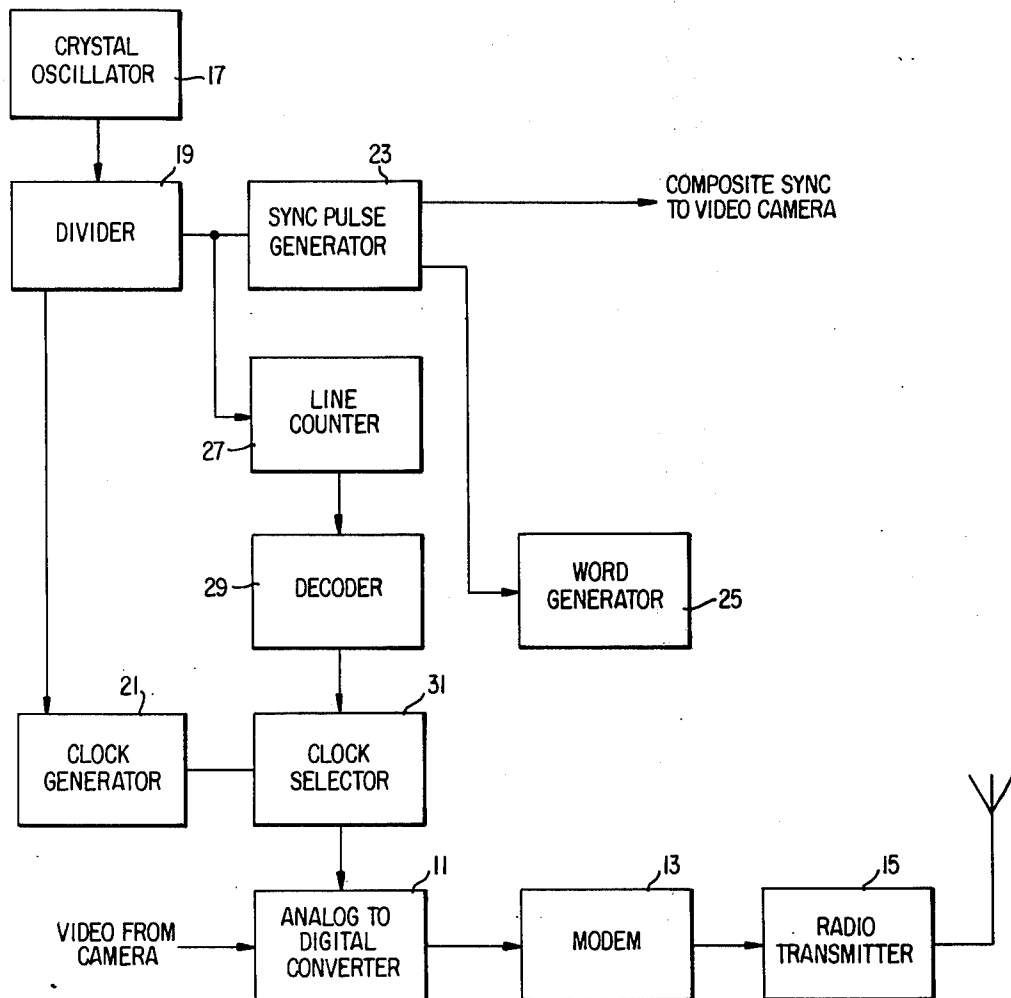 CRYSTAL
OSCILLATOR
17
19
DIVIDER
23
SYNC PULSE
GENERATOR
COMPOSITE SYNC
TO VIDEO CAMERA
LINE
COUNTER
27
29
DECODER
WORD
GENERATOR
25
21
CLOCK
GENERATOR
31
CLOCK
SELECTOR
VIDEO FROM
CAMERA
11
ANALOG TO
DIGITAL
CONVERTER
13
MODEM
15
RADIO
TRANSMITTER